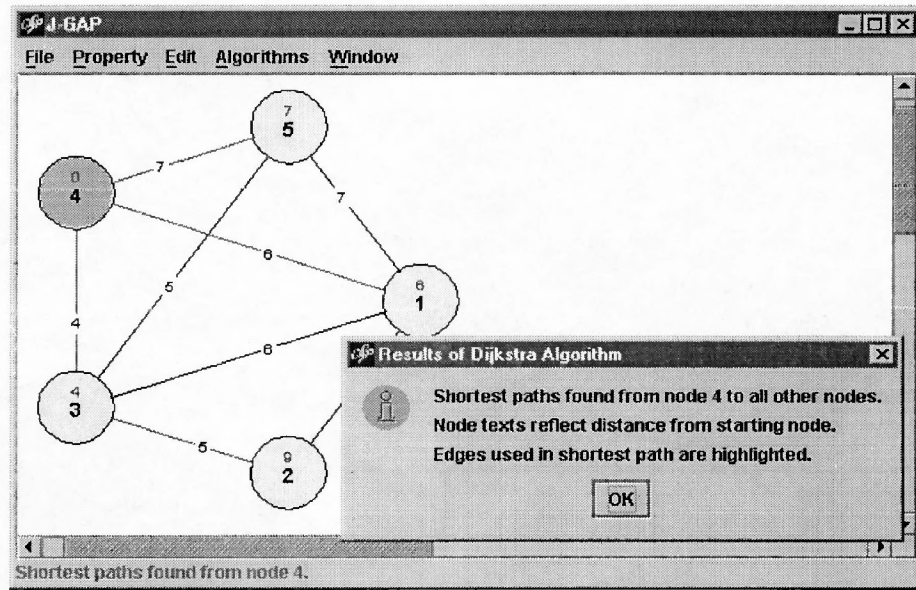 J-GAP
File Property Edit Algorithms Window
7
5
0
4
7
7
6
6
1
5
4
6
4
3
5
9
2
Results of Dijkstra Algorithm
Shortest paths found from node 4 to all other nodes.
Node texts reflect distance from starting node.
Edges used in shortest path are highlighted.
OK
Shortest paths found from node 4.